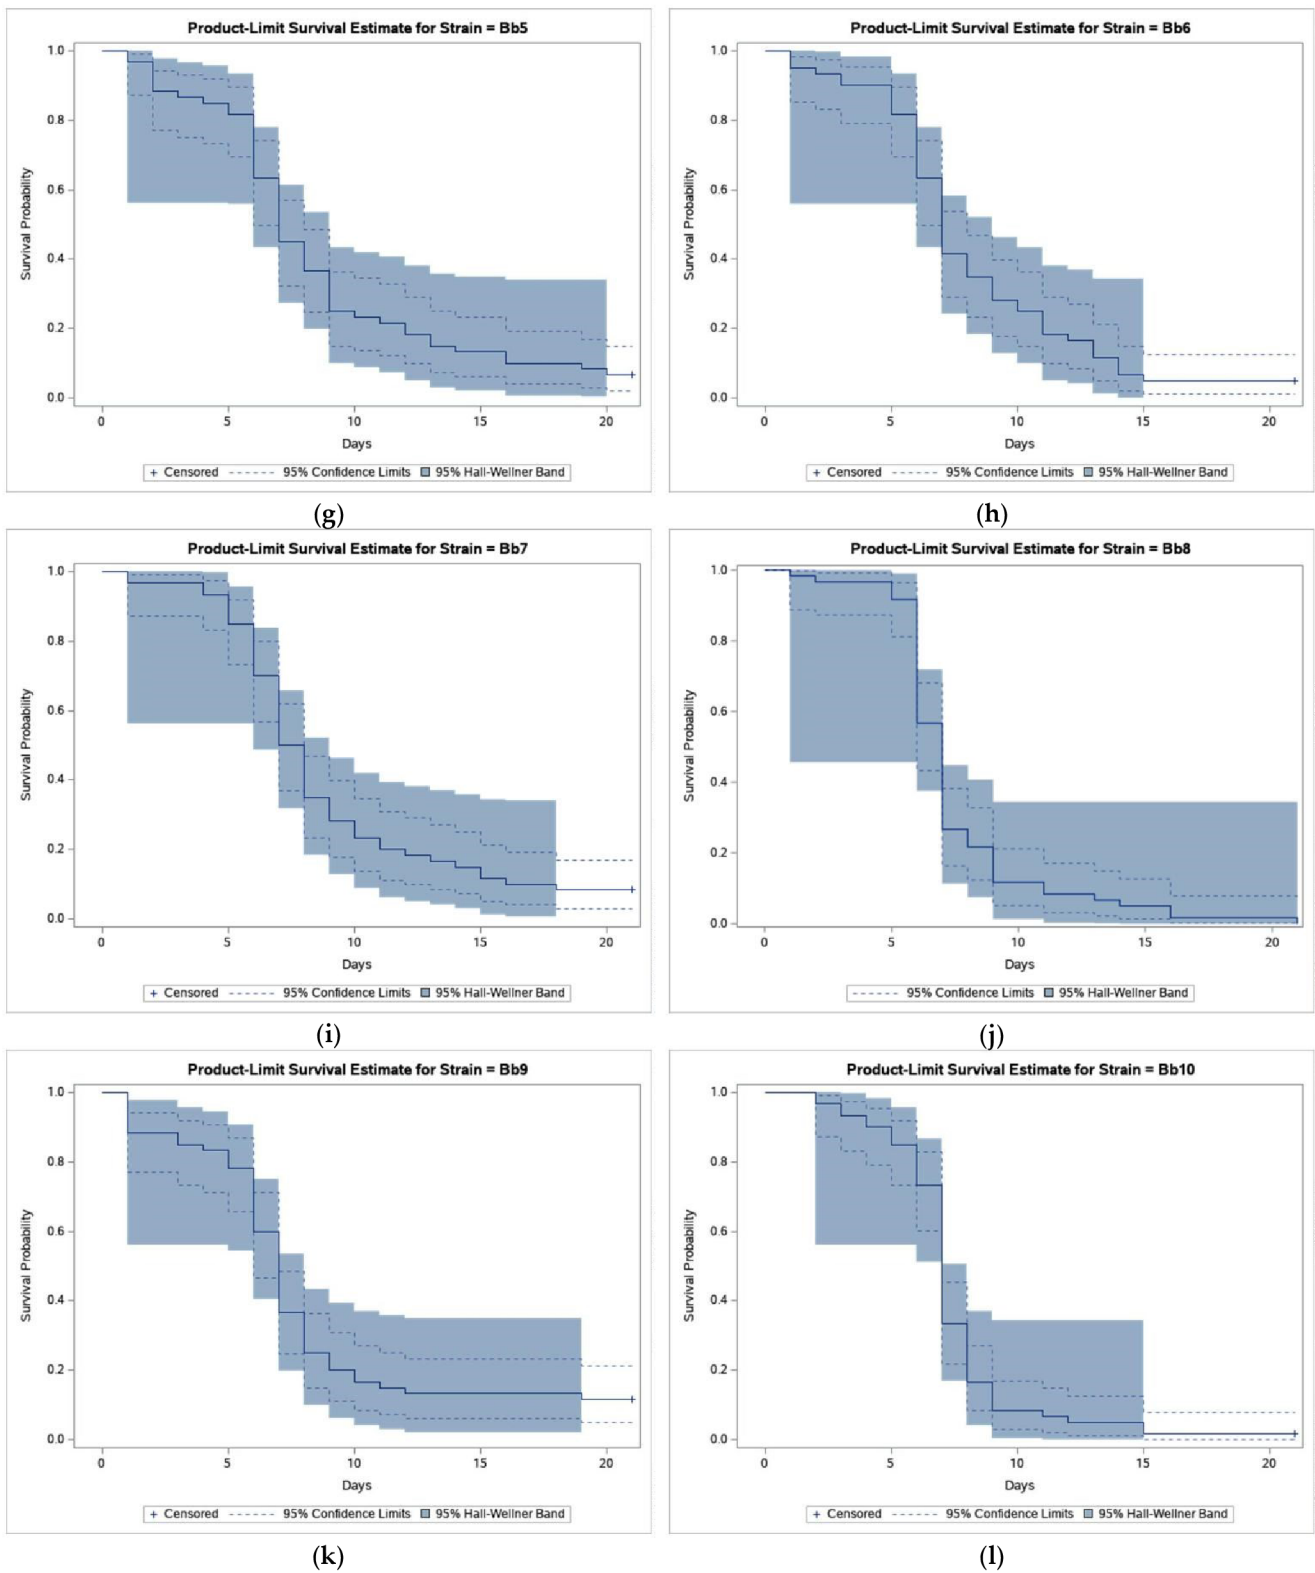 Product-Limit Survival Estimate for Strain = Bb5
1.0
0.8
0.6
0.4
0.2
0.0
Survival Probability
0 5 10 15 20
Days
+ Censored 95% Confidence Limits 95% Hall-Wellner Band
(g)
Product-Limit Survival Estimate for Strain = Bb6
1.0
0.8
0.6
0.4
0.2
0.0
Survival Probability
0 5 10 15 20
Days
+ Censored 95% Confidence Limits 95% Hall-Wellner Band
(h)
Product-Limit Survival Estimate for Strain = Bb7
1.0
0.8
0.6
0.4
0.2
0.0
Survival Probability
0 5 10 15 20
Days
+ Censored 95% Confidence Limits 95% Hall-Wellner Band
(i)
Product-Limit Survival Estimate for Strain = Bb8
1.0
0.8
0.6
0.4
0.2
0.0
Survival Probability
0 5 10 15 20
Days
95% Confidence Limits 95% Hall-Wellner Band
(j)
Product-Limit Survival Estimate for Strain = Bb9
1.0
0.8
0.6
0.4
0.2
0.0
Survival Probability
0 5 10 15 20
Days
+ Censored 95% Confidence Limits 95% Hall-Wellner Band
(k)
Product-Limit Survival Estimate for Strain = Bb10
1.0
0.8
0.6
0.4
0.2
0.0
Survival Probability
0 5 10 15 20
Days
+ Censored 95% Confidence Limits 95% Hall-Wellner Band
(l)